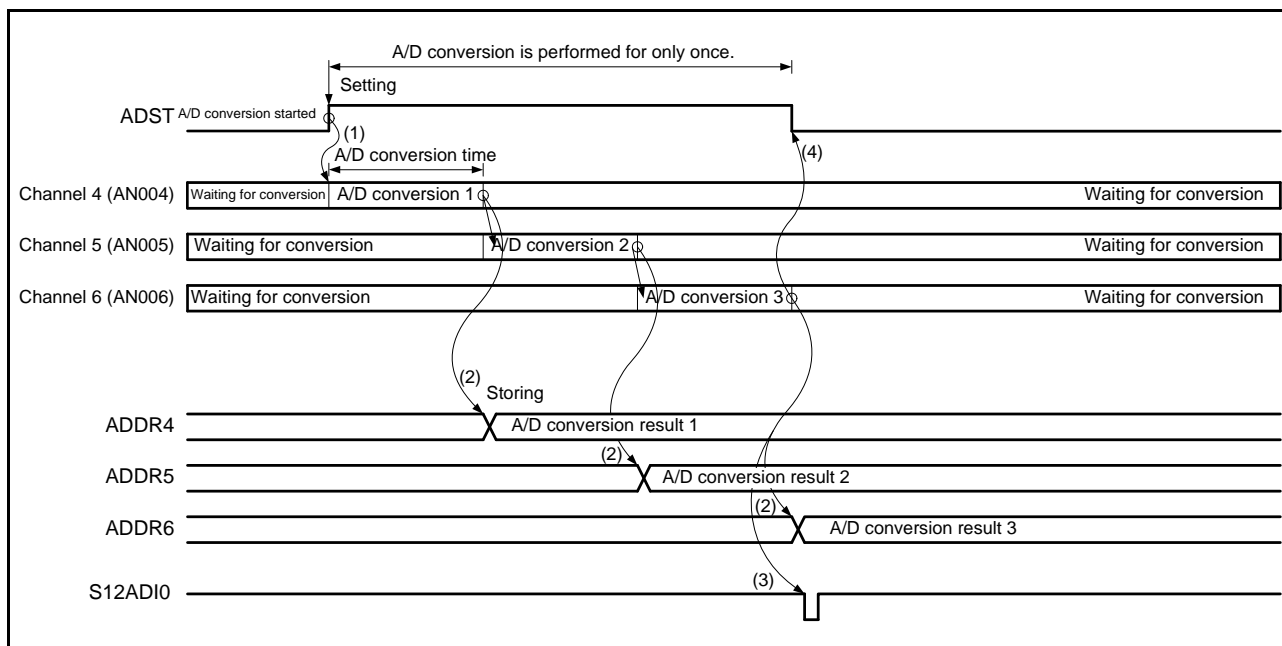 A/D conversion is performed for only once.
Setting
ADST A/D conversion started
(1)
(4)
A/D conversion time
Channel 4 (AN004) Waiting for conversion A/D conversion 1 Waiting for conversion
Channel 5 (AN005) Waiting for conversion A/D conversion 2 Waiting for conversion
Channel 6 (AN006) Waiting for conversion A/D conversion 3 Waiting for conversion
(2) Storing
ADDR4 A/D conversion result 1
(2)
ADDR5 A/D conversion result 2
(2)
ADDR6 A/D conversion result 3
(3)
S12ADI0